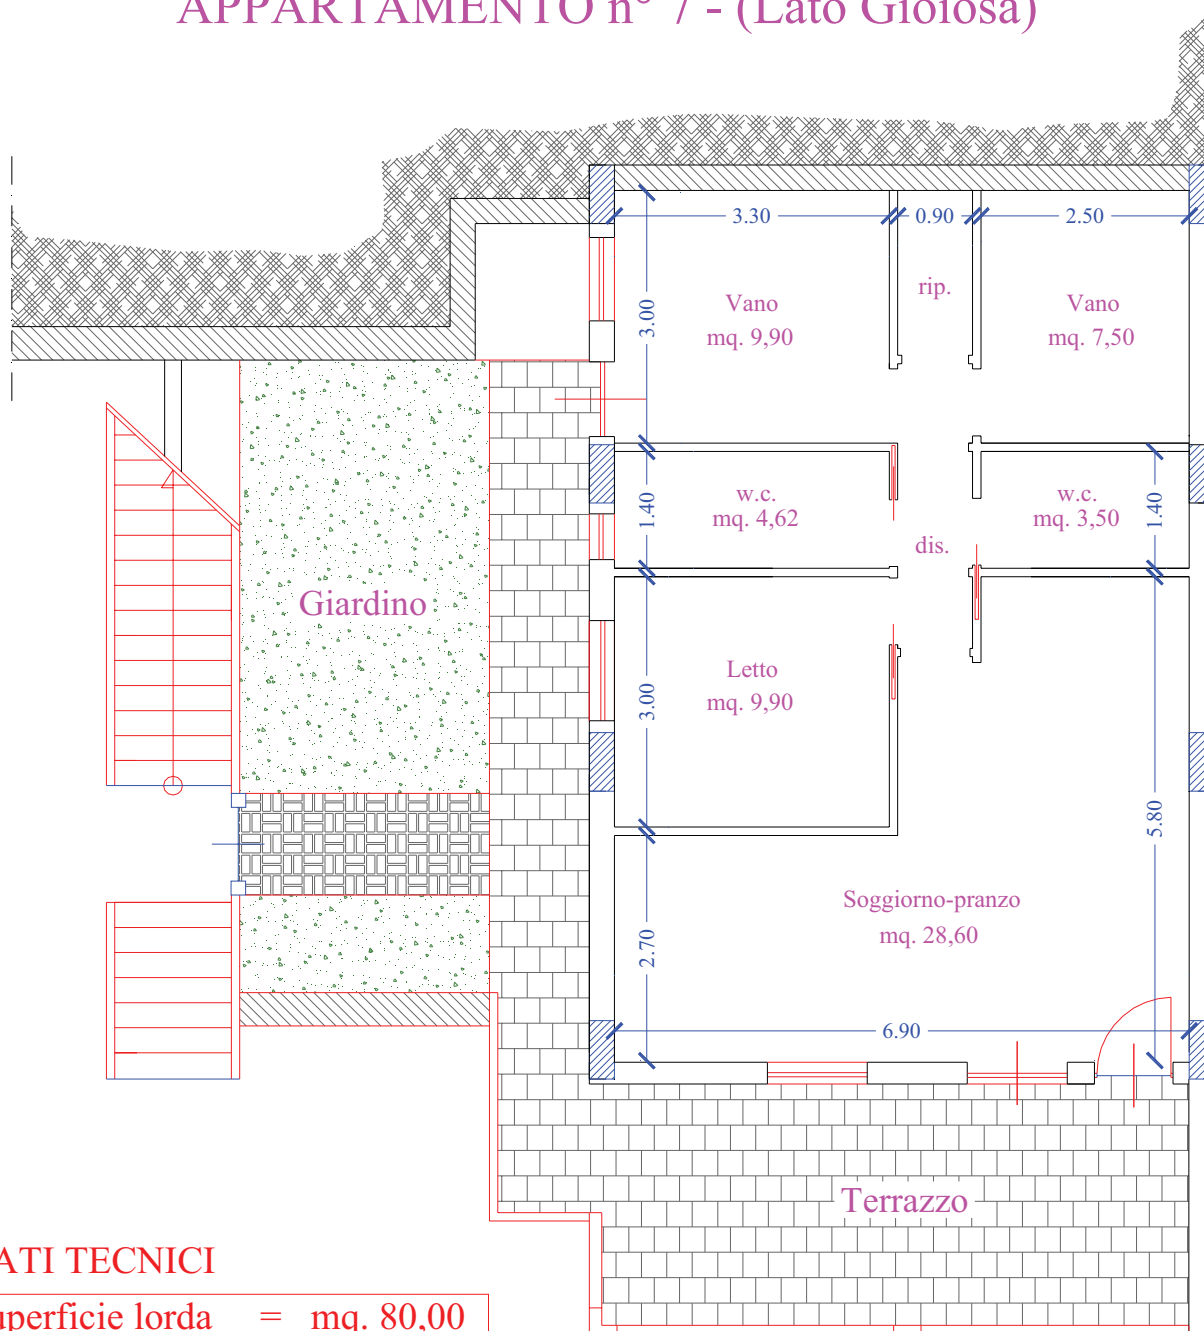 APPARTAMENTO n° 7 - (Lato Gioiosa)
3.30
0.90
2.50
rip.
Vano
mq. 9,90
Vano
mq. 7,50
3.00
w.c.
mq. 4,62
w.c.
mq. 3,50
1.40
1.40
dis.
Giardino
Letto
mq. 9,90
3.00
5.80
Soggiorno-pranzo
mq. 28,60
2.70
6.90
Terrazzo
ATI TECNICI
uperficie lorda = mq. 80,00